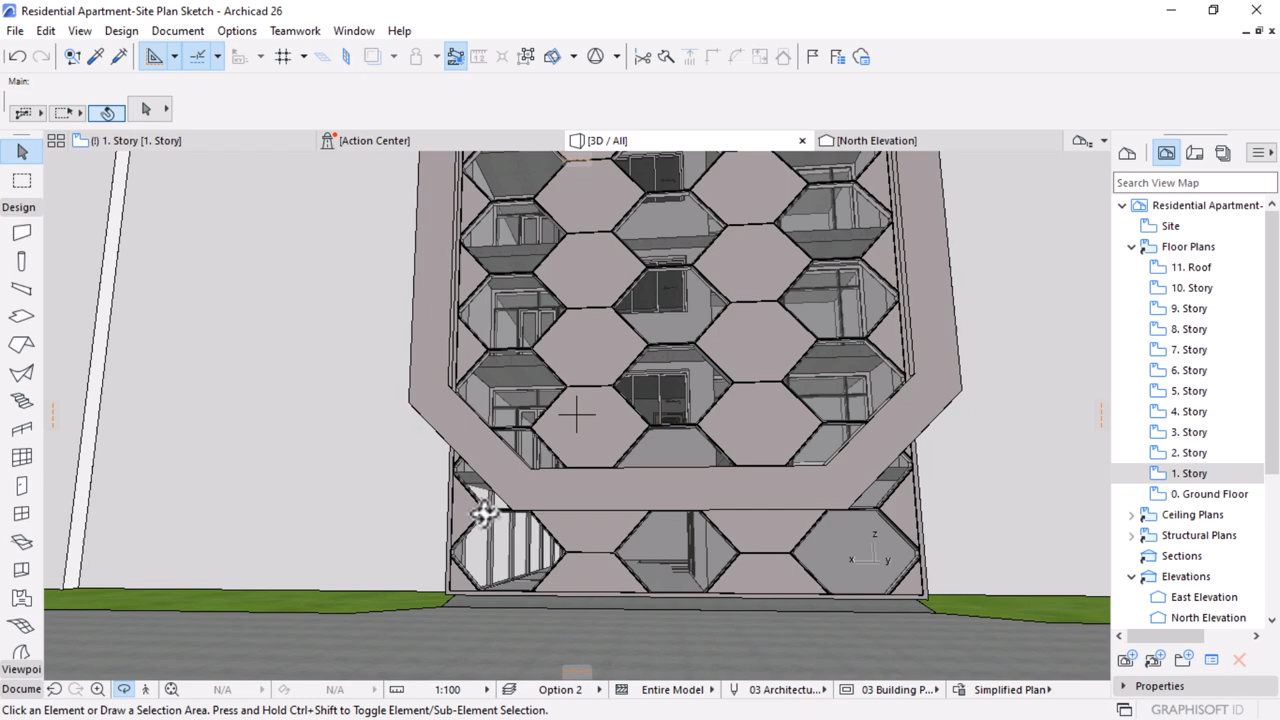 Residential Apartment-Site Plan Sketch - Archicad 26
File Edit View Design Document Options Teamwork Window Help
Main:
(!) 1. Story [1. Story]
[Action Center]
[3D / All]
[North Elevation]
Search View Map
Residential Apartment-
Site
Floor Plans
11. Roof
10. Story
9. Story
8. Story
7. Story
6. Story
5. Story
4. Story
3. Story
2. Story
1. Story
0. Ground Floor
Ceiling Plans
Structural Plans
Sections
Elevations
East Elevation
North Elevation
Properties
Design
Viewpoi
Docume
z
x
y
N/A
N/A
1:100
Option 2
Entire Model
03 Architectu...
03 Building P...
Simplified Plan
Click an Element or Draw a Selection Area. Press and Hold Ctrl+Shift to Toggle Element/Sub-Element Selection.
GRAPHISOFT ID